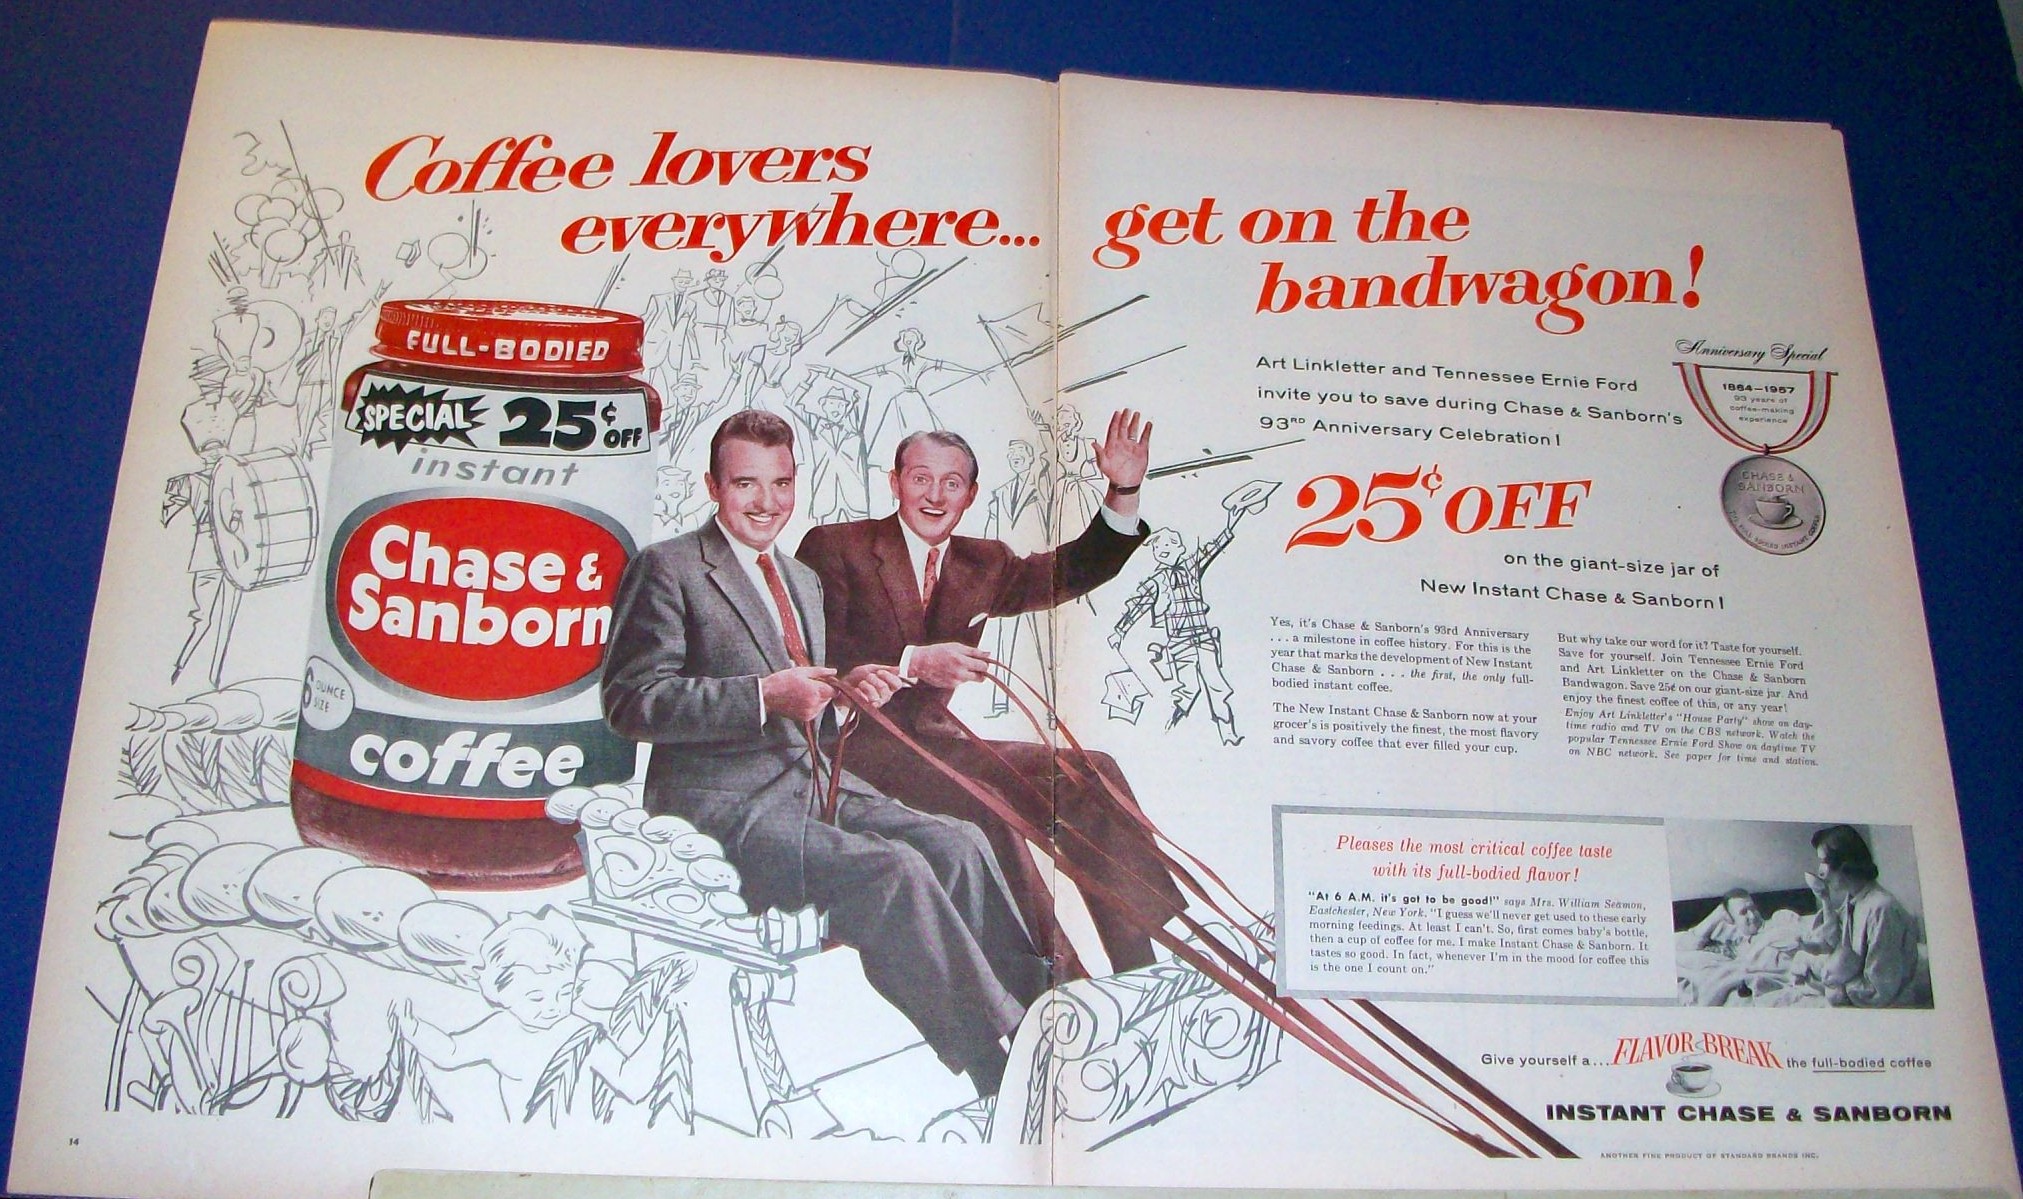 Coffee lovers
everywhere...
get on the
bandwagon!
FULL-BODIED
SPECIAL 25¢ OFF
instant
Chase &
Sanborn
6 OUNCE
SIZE
coffee
Art Linkletter and Tennessee Ernie Ford
invite you to save during Chase & Sanborn's
93RD Anniversary Celebration!
Anniversary Special
1864–1957
93 years of
coffee-making
experience
CHASE &
SANBORN
25¢ OFF
on the giant-size jar of
New Instant Chase & Sanborn!
Yes, it's Chase & Sanborn's 93rd Anniversary
. . . a milestone in coffee history. For this is the
year that marks the development of New Instant
Chase & Sanborn . . . the first, the only full-
bodied instant coffee.
The New Instant Chase & Sanborn now at your
grocer's is positively the finest, the most flavory
and savory coffee that ever filled your cup.
But why take our word for it? Taste for yourself.
Save for yourself. Join Tennessee Ernie Ford
and Art Linkletter on the Chase & Sanborn
Bandwagon. Save 25¢ on our giant-size jar. And
enjoy the finest coffee of this, or any year!
Enjoy Art Linkletter's "House Party" show on day-
time radio and TV on the CBS network. Watch the
popular Tennessee Ernie Ford Show on daytime TV
on NBC network. See paper for time and station.
Pleases the most critical coffee taste
with its full-bodied flavor!
"At 6 A.M. it's got to be good!" says Mrs. William Seamon,
Eastchester, New York. "I guess we'll never get used to these early
morning feedings. At least I can't. So, first comes baby's bottle,
then a cup of coffee for me. I make Instant Chase & Sanborn. It
tastes so good. In fact, whenever I'm in the mood for coffee this
is the one I count on."
Give yourself a... FLAVOR BREAK the full-bodied coffee
INSTANT CHASE & SANBORN
ANOTHER FINE PRODUCT OF STANDARD BRANDS INC.
14